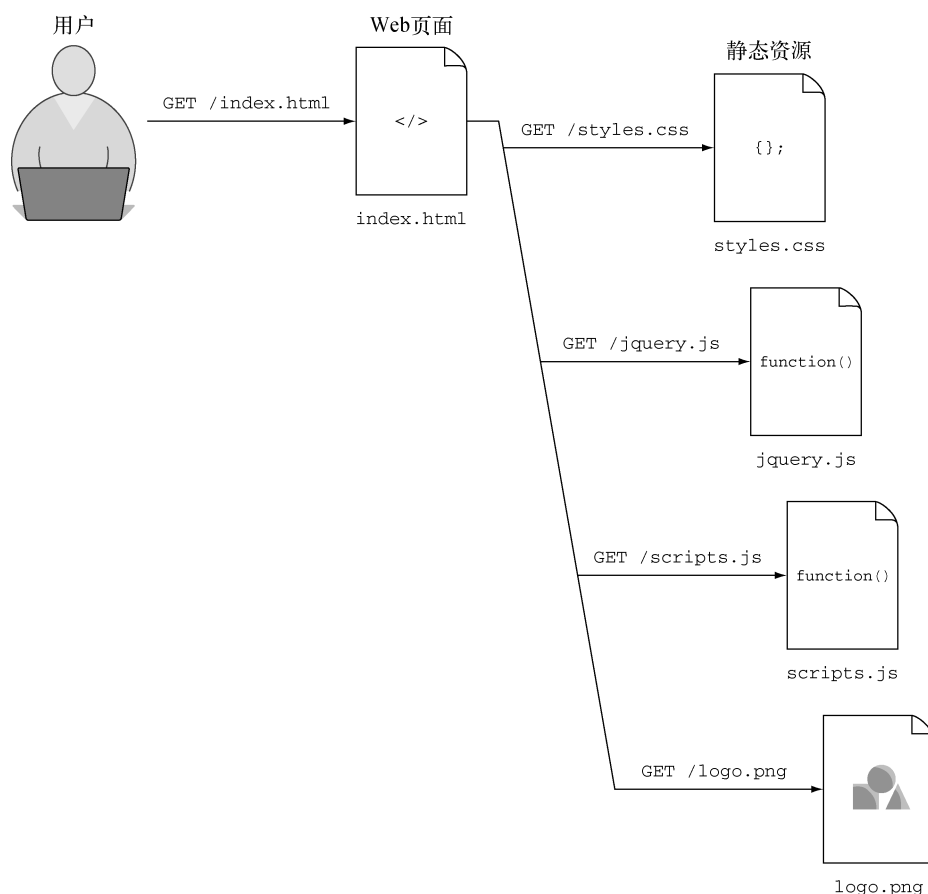 用户
Web页面
静态资源
GET /index.html
</>
index.html
GET /styles.css
{};
styles.css
GET /jquery.js
function()
jquery.js
GET /scripts.js
function()
scripts.js
GET /logo.png
logo.png